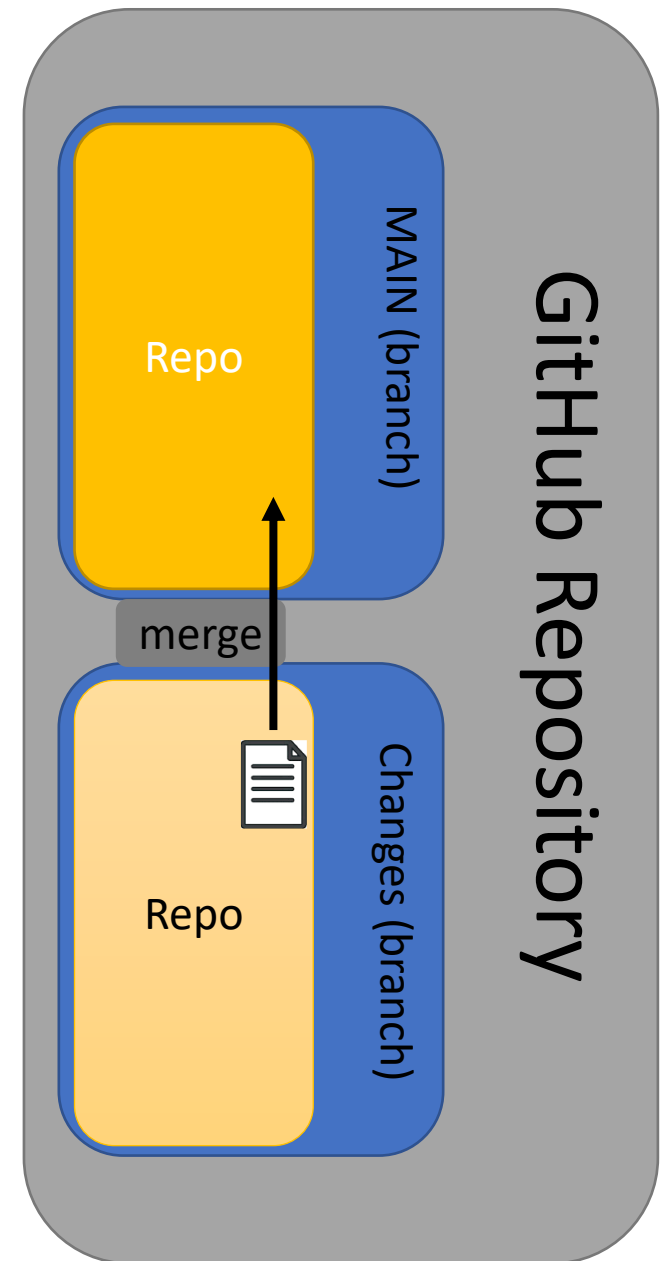 GitHub Repository
MAIN (branch)
Repo
merge
Changes (branch)
Repo